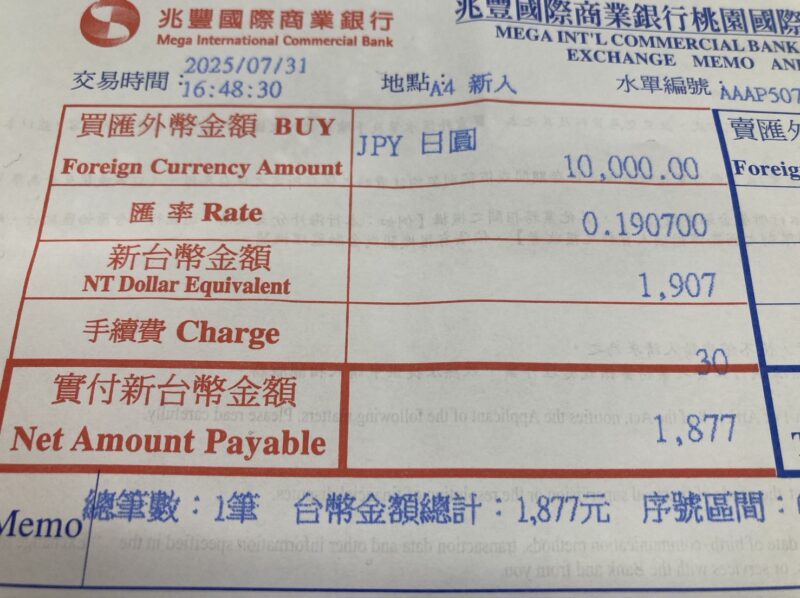 兆豐國際商業銀行
Mega International Commercial Bank
兆豐國際商業銀行桃園國際
MEGA INT'L COMMERCIAL BANK
EXCHANGE MEMO AND
交易時間：2025/07/31
16:48:30
地點：A4 新入
水單編號：AAAP507
買匯外幣金額 BUY
Foreign Currency Amount
JPY 日圓
10,000.00
賣匯外
Foreig
匯率 Rate
0.190700
新台幣金額
NT Dollar Equivalent
1,907
手續費 Charge
30
實付新台幣金額
Net Amount Payable
1,877
Memo
總筆數：1筆 台幣金額總計：1,877元 序號區間：